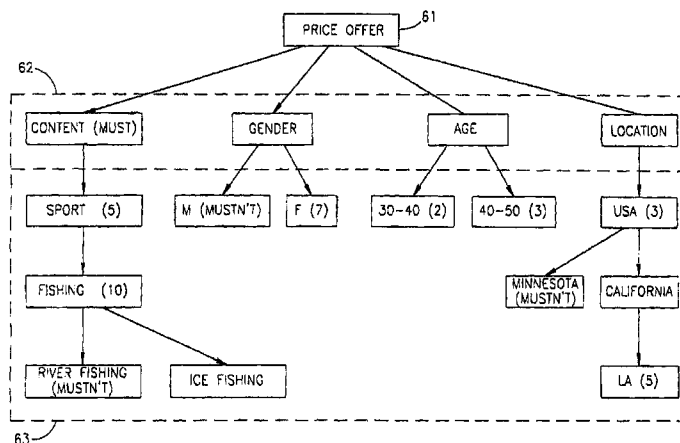 61
PRICE OFFER
62
CONTENT (MUST)
GENDER
AGE
LOCATION
SPORT (5)
M (MUSTN'T)
F (7)
30-40 (2)
40-50 (3)
USA (3)
FISHING (10)
MINNESOTA
(MUSTN'T)
CALIFORNIA
RIVER FISHING
(MUSTN'T)
ICE FISHING
LA (5)
63